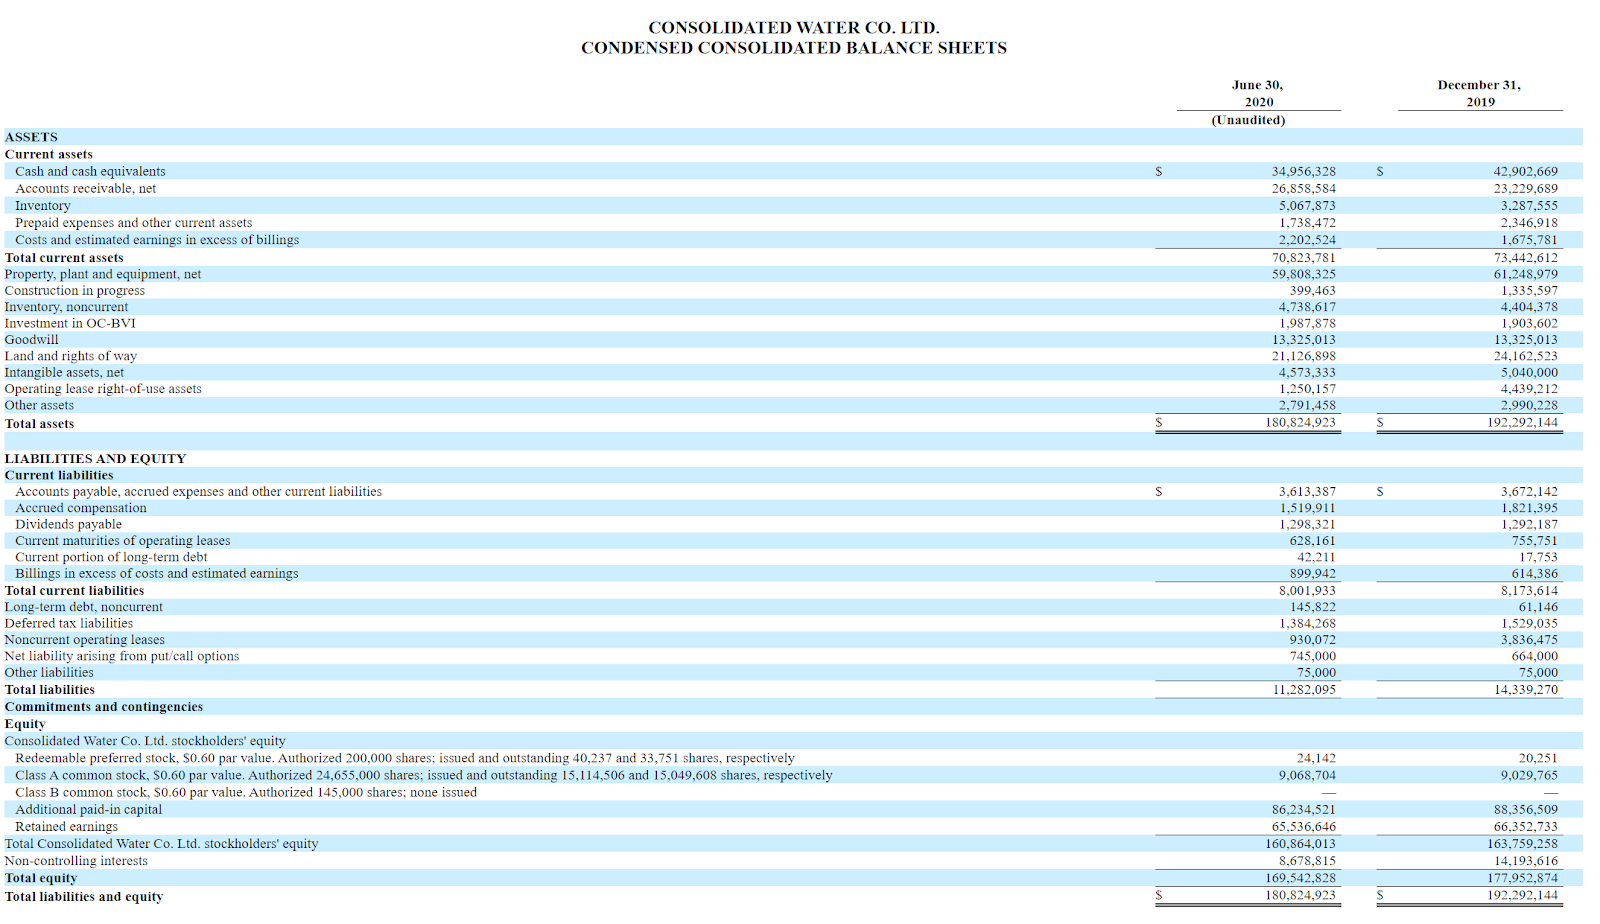 CONSOLIDATED WATER CO. LTD.
CONDENSED CONSOLIDATED BALANCE SHEETS
June 30, December 31,
2020 2019
(Unaudited)
ASSETS
Current assets
Cash and cash equivalents $ 34,956,328 $ 42,902,669
Accounts receivable, net 26,858,584 23,229,689
Inventory 5,067,873 3,287,555
Prepaid expenses and other current assets 1,738,472 2,346,918
Costs and estimated earnings in excess of billings 2,202,524 1,675,781
Total current assets 70,823,781 73,442,612
Property, plant and equipment, net 59,808,325 61,248,979
Construction in progress 399,463 1,335,597
Inventory, noncurrent 4,738,617 4,404,378
Investment in OC-BVI 1,987,878 1,903,602
Goodwill 13,325,013 13,325,013
Land and rights of way 21,126,898 24,162,523
Intangible assets, net 4,573,333 5,040,000
Operating lease right-of-use assets 1,250,157 4,439,212
Other assets 2,791,458 2,990,228
Total assets $ 180,824,923 $ 192,292,144
LIABILITIES AND EQUITY
Current liabilities
Accounts payable, accrued expenses and other current liabilities $ 3,613,387 $ 3,672,142
Accrued compensation 1,519,911 1,821,395
Dividends payable 1,298,321 1,292,187
Current maturities of operating leases 628,161 755,751
Current portion of long-term debt 42,211 17,753
Billings in excess of costs and estimated earnings 899,942 614,386
Total current liabilities 8,001,933 8,173,614
Long-term debt, noncurrent 145,822 61,146
Deferred tax liabilities 1,384,268 1,529,035
Noncurrent operating leases 930,072 3,836,475
Net liability arising from put/call options 745,000 664,000
Other liabilities 75,000 75,000
Total liabilities 11,282,095 14,339,270
Commitments and contingencies
Equity
Consolidated Water Co. Ltd. stockholders' equity
Redeemable preferred stock, $0.60 par value. Authorized 200,000 shares; issued and outstanding 40,237 and 33,751 shares, respectively 24,142 20,251
Class A common stock, $0.60 par value. Authorized 24,655,000 shares; issued and outstanding 15,114,506 and 15,049,608 shares, respectively 9,068,704 9,029,765
Class B common stock, $0.60 par value. Authorized 145,000 shares; none issued — —
Additional paid-in capital 86,234,521 88,356,509
Retained earnings 65,536,646 66,352,733
Total Consolidated Water Co. Ltd. stockholders' equity 160,864,013 163,759,258
Non-controlling interests 8,678,815 14,193,616
Total equity 169,542,828 177,952,874
Total liabilities and equity $ 180,824,923 $ 192,292,144